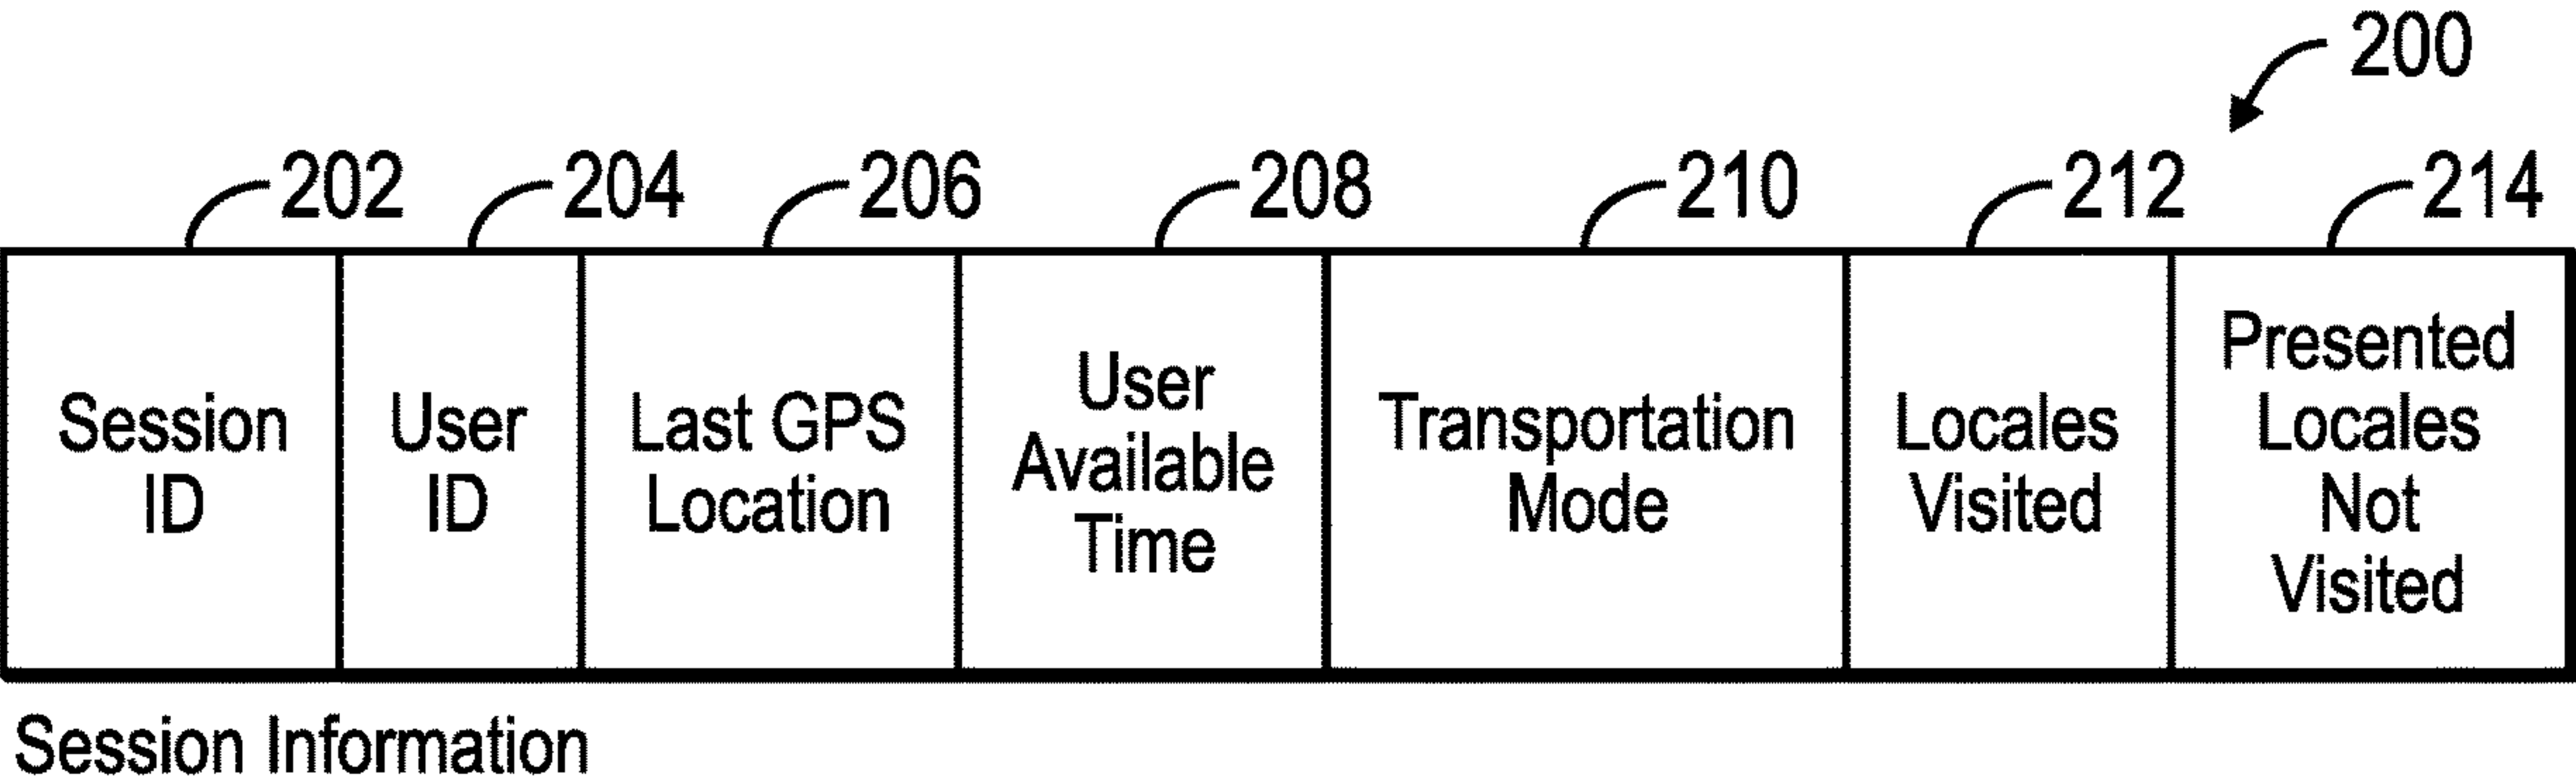 200
202
204
206
208
210
212
214
Session
ID
User
ID
Last GPS
Location
User
Available
Time
Transportation
Mode
Locales
Visited
Presented
Locales
Not
Visited
Session Information